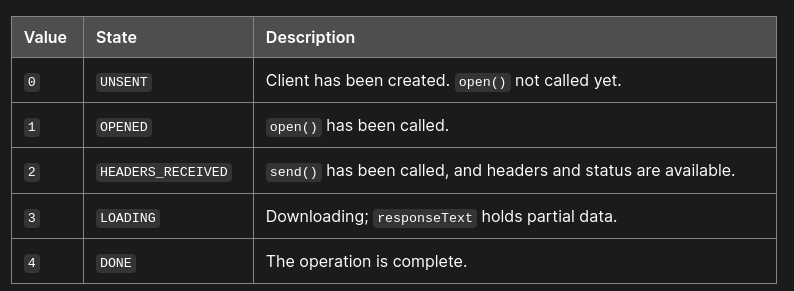 Value State Description
0 UNSENT Client has been created. open() not called yet.
1 OPENED open() has been called.
2 HEADERS_RECEIVED send() has been called, and headers and status are available.
3 LOADING Downloading; responseText holds partial data.
4 DONE The operation is complete.